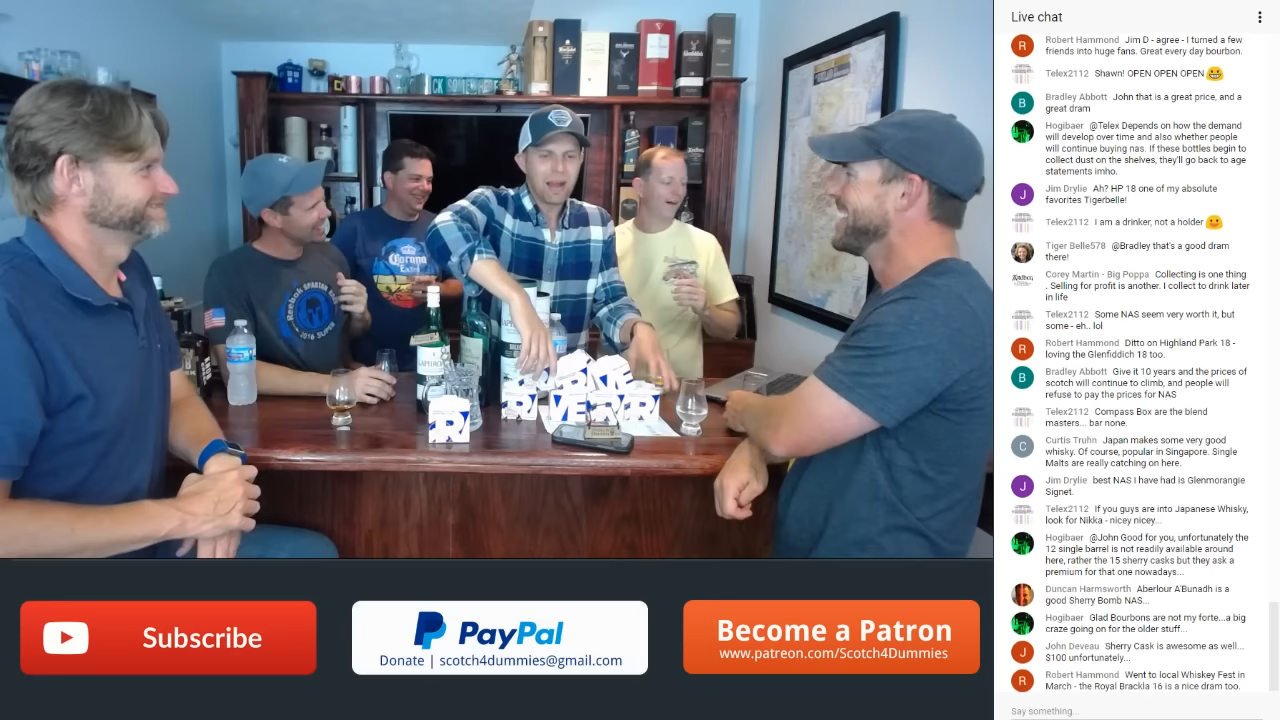 Live chat
Robert Hammond Jim D - agree - I turned a few
friends into huge fans. Great every day bourbon.
Telex2112 Shawn! OPEN OPEN OPEN
Bradley Abbott John that is a great price, and a
great dram
Hogibaer @Telex Depends on how the demand
will develop over time and also whether people
will continue buying nas. If these bottles begin to
collect dust on the shelves, they'll go back to age
statements imho.
Jim Drylie Ah? HP 18 one of my absolute
favorites Tigerbelle!
Telex2112 I am a drinker, not a holder
Tiger Belle578 @Bradley that's a good dram
there!
Corey Martin - Big Poppa Collecting is one thing
. Selling for profit is another. I collect to drink later
in life
Telex2112 Some NAS seem very worth it, but
some - eh.. lol
Robert Hammond Ditto on Highland Park 18 -
loving the Glenfiddich 18 too.
Bradley Abbott Give it 10 years and the prices of
scotch will continue to climb, and people will
refuse to pay the prices for NAS
Telex2112 Compass Box are the blend
masters... bar none.
Curtis Truhn Japan makes some very good
whisky. Of course, popular in Singapore. Single
Malts are really catching on here.
Jim Drylie best NAS I have had is Glenmorangie
Signet.
Telex2112 If you guys are into Japanese Whisky,
look for Nikka - nicey nicey...
Hogibaer @John Good for you, unfortunately the
12 single barrel is not readily available around
here, rather the 15 sherry casks but they ask a
premium for that one nowadays...
Duncan Harmsworth Aberlour A'Bunadh is a
good Sherry Bomb NAS...
Hogibaer Glad Bourbons are not my forte...a big
craze going on for the older stuff...
John Deveau Sherry Cask is awesome as well...
$100 unfortunately...
Robert Hammond Went to local Whiskey Fest in
March - the Royal Brackla 16 is a nice dram too.
Say something...
Corona
Extra
Reebok SPARTAN
2016 SUPER
Subscribe
PayPal
Donate | scotch4dummies@gmail.com
Become a Patron
www.patreon.com/Scotch4Dummies